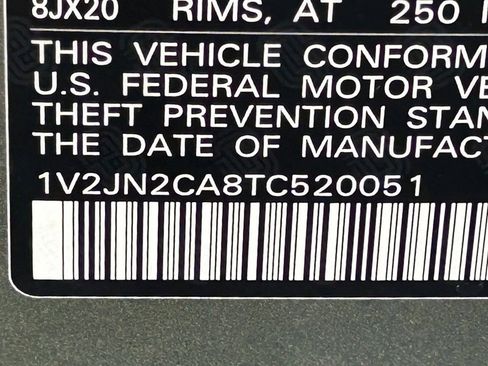 8JX20 RIMS, AT 250
THIS VEHICLE CONFORM
U.S. FEDERAL MOTOR VE
THEFT PREVENTION STAN
THE DATE OF MANUFACT
1V2JN2CA8TC520051